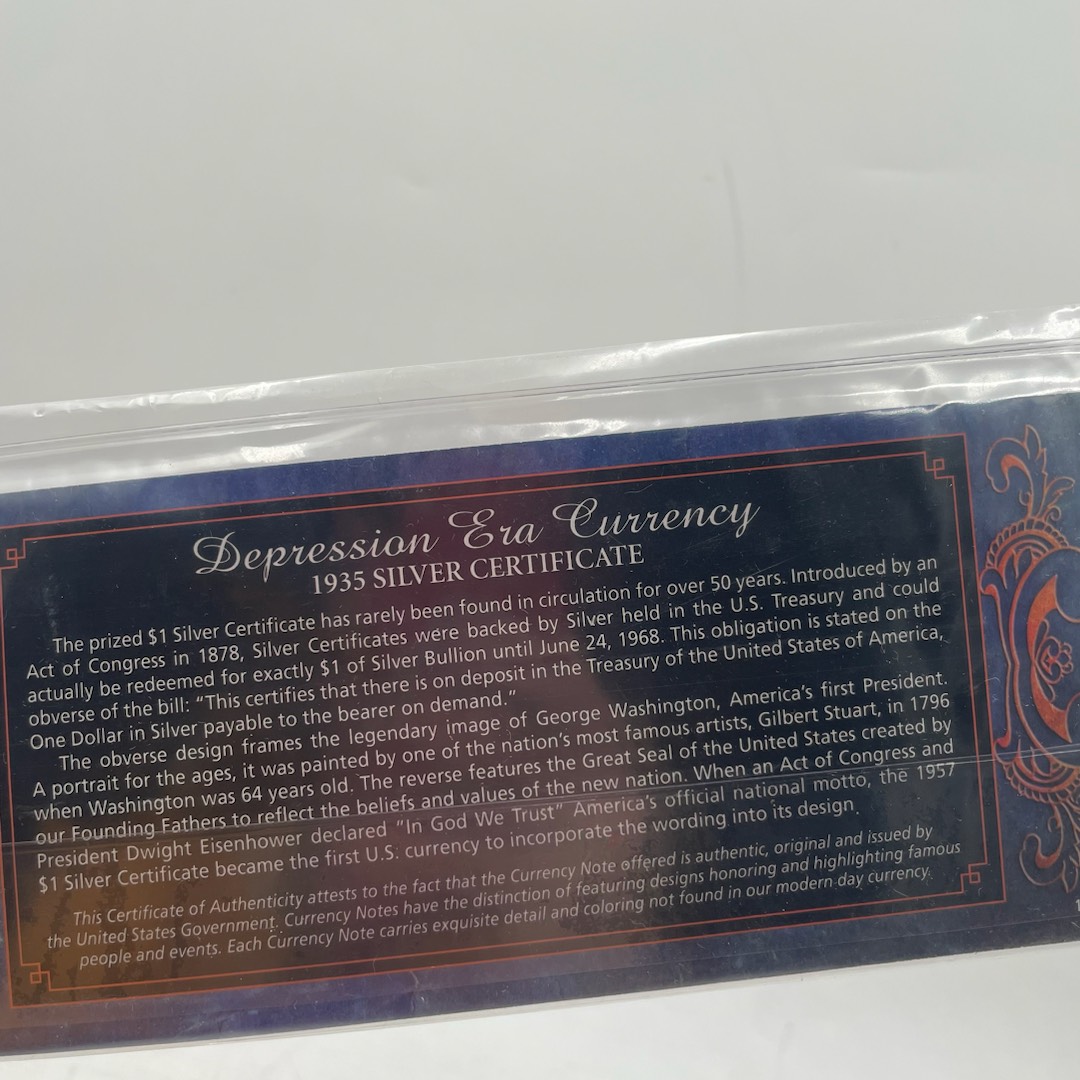 Depression Era Currency
1935 SILVER CERTIFICATE
The prized $1 Silver Certificate has rarely been found in circulation for over 50 years. Introduced by an
Act of Congress in 1878, Silver Certificates were backed by Silver held in the U.S. Treasury and could
actually be redeemed for exactly $1 of Silver Bullion until June 24, 1968. This obligation is stated on the
obverse of the bill: “This certifies that there is on deposit in the Treasury of the United States of America,
One Dollar in Silver payable to the bearer on demand.”
The obverse design frames the legendary image of George Washington, America’s first President.
A portrait for the ages, it was painted by one of the nation’s most famous artists, Gilbert Stuart, in 1796
when Washington was 64 years old. The reverse features the Great Seal of the United States created by
our Founding Fathers to reflect the beliefs and values of the new nation. When an Act of Congress and
President Dwight Eisenhower declared “In God We Trust” America’s official national motto, the 1957
$1 Silver Certificate became the first U.S. currency to incorporate the wording into its design.
This Certificate of Authenticity attests to the fact that the Currency Note offered is authentic, original and issued by
the United States Government. Currency Notes have the distinction of featuring designs honoring and highlighting famous
people and events. Each Currency Note carries exquisite detail and coloring not found in our modern day currency.